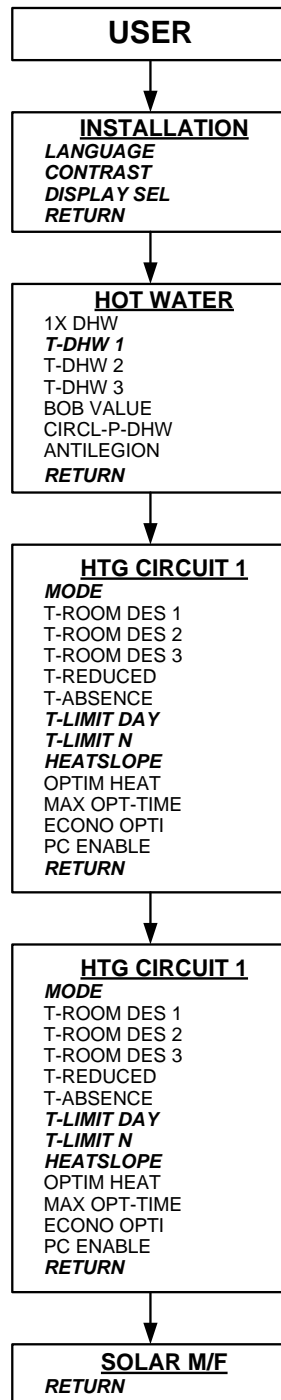 USER
INSTALLATION
LANGUAGE
CONTRAST
DISPLAY SEL
RETURN
HOT WATER
1X DHW
T-DHW 1
T-DHW 2
T-DHW 3
BOB VALUE
CIRCL-P-DHW
ANTILEGION
RETURN
HTG CIRCUIT 1
MODE
T-ROOM DES 1
T-ROOM DES 2
T-ROOM DES 3
T-REDUCED
T-ABSENCE
T-LIMIT DAY
T-LIMIT N
HEATSLOPE
OPTIM HEAT
MAX OPT-TIME
ECONO OPTI
PC ENABLE
RETURN
HTG CIRCUIT 1
MODE
T-ROOM DES 1
T-ROOM DES 2
T-ROOM DES 3
T-REDUCED
T-ABSENCE
T-LIMIT DAY
T-LIMIT N
HEATSLOPE
OPTIM HEAT
MAX OPT-TIME
ECONO OPTI
PC ENABLE
RETURN
SOLAR M/F
RETURN